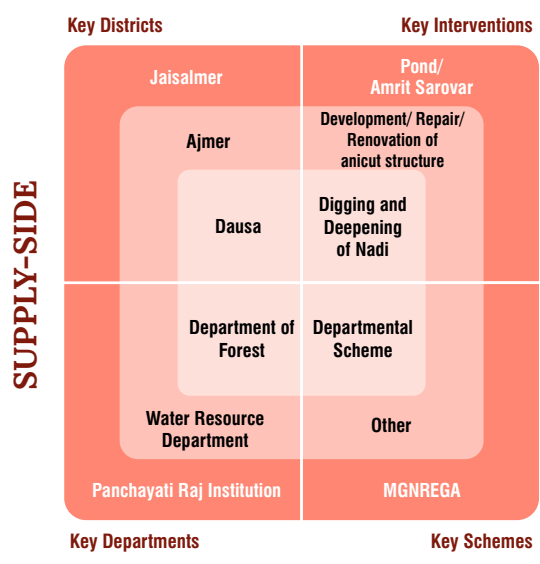 Key Districts
Key Interventions
Jaisalmer
Pond/
Amrit Sarovar
Ajmer
Development/ Repair/
Renovation of
anicut structure
Dausa
Digging and
Deepening
of Nadi
SUPPLY-SIDE
Department of
Forest
Departmental
Scheme
Water Resource
Department
Other
Panchayati Raj Institution
MGNREGA
Key Departments
Key Schemes